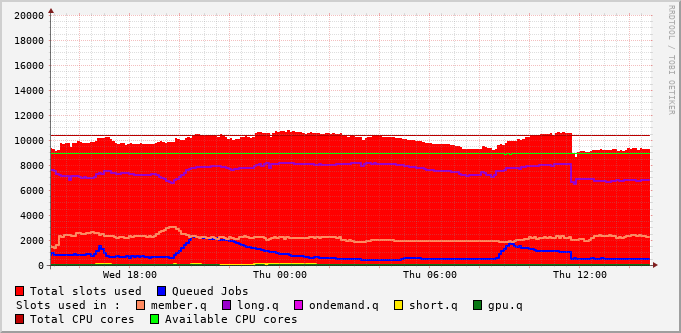 RRDTOOL / TOBI OETIKER
20000
18000
16000
14000
12000
10000
8000
6000
4000
2000
0
Wed 18:00 Thu 00:00 Thu 06:00 Thu 12:00
Total slots used Queued Jobs
Slots used in : member.q long.q ondemand.q short.q gpu.q
Total CPU cores Available CPU cores